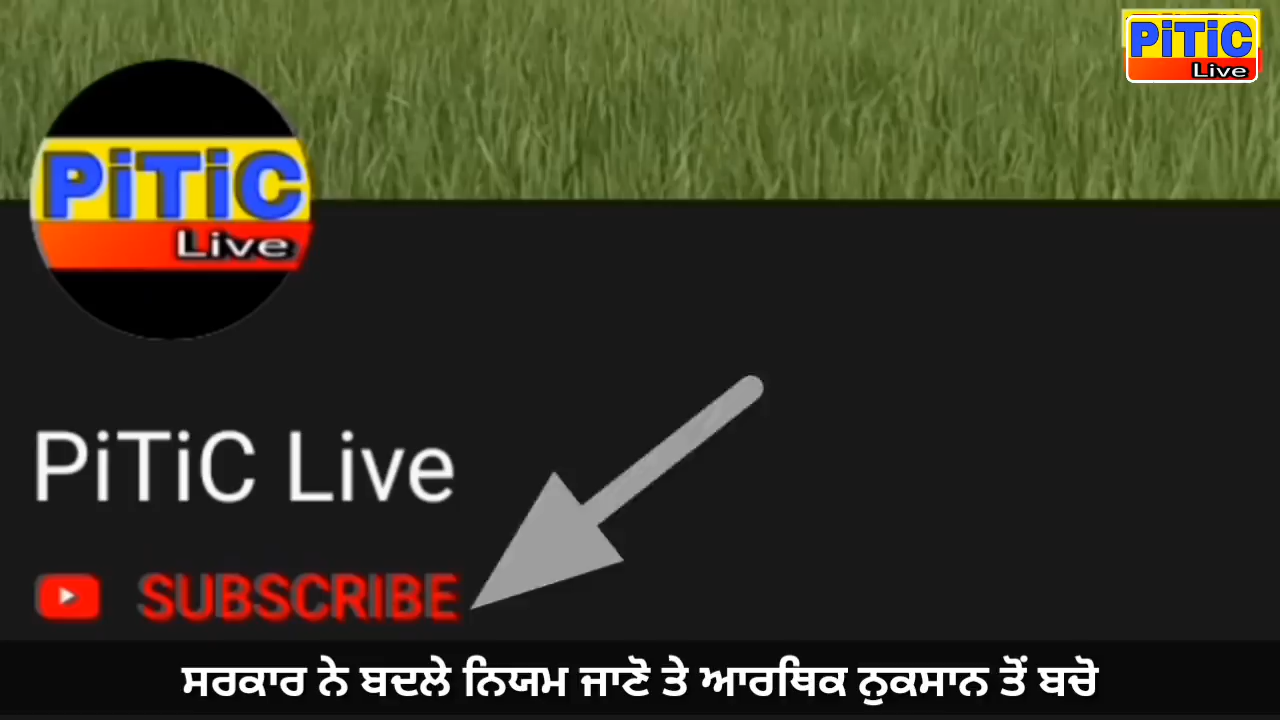 PiTiC
Live
PiTiC
Live
PiTiC Live
SUBSCRIBE
ਸਰਕਾਰ ਨੇ ਬਦਲੇ ਨਿਯਮ ਜਾਣੋ ਤੇ ਆਰਥਿਕ ਨੁਕਸਾਨ ਤੋਂ ਬਚੋ